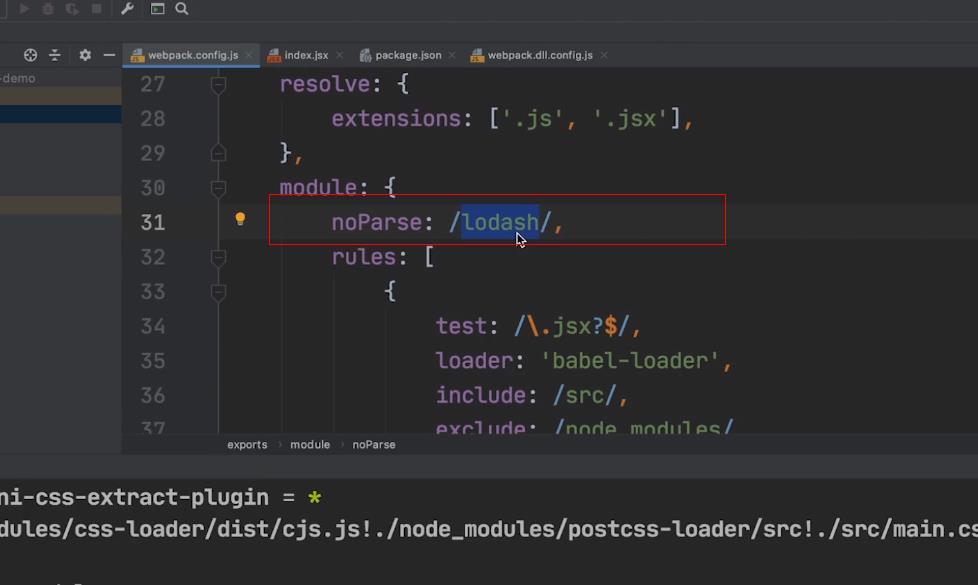 webpack.config.js index.jsx package.json webpack.dll.config.js
-demo
27 resolve: {
28 extensions: ['.js', '.jsx'],
29 },
30 module: {
31 noParse: /lodash/,
32 rules: [
33 {
34 test: /\.jsx?$/,
35 loader: 'babel-loader',
36 include: /src/,
37 exclude: /node_modules/
exports module noParse
ni-css-extract-plugin = *
dules/css-loader/dist/cjs.js!./node_modules/postcss-loader/src!./src/main.cs